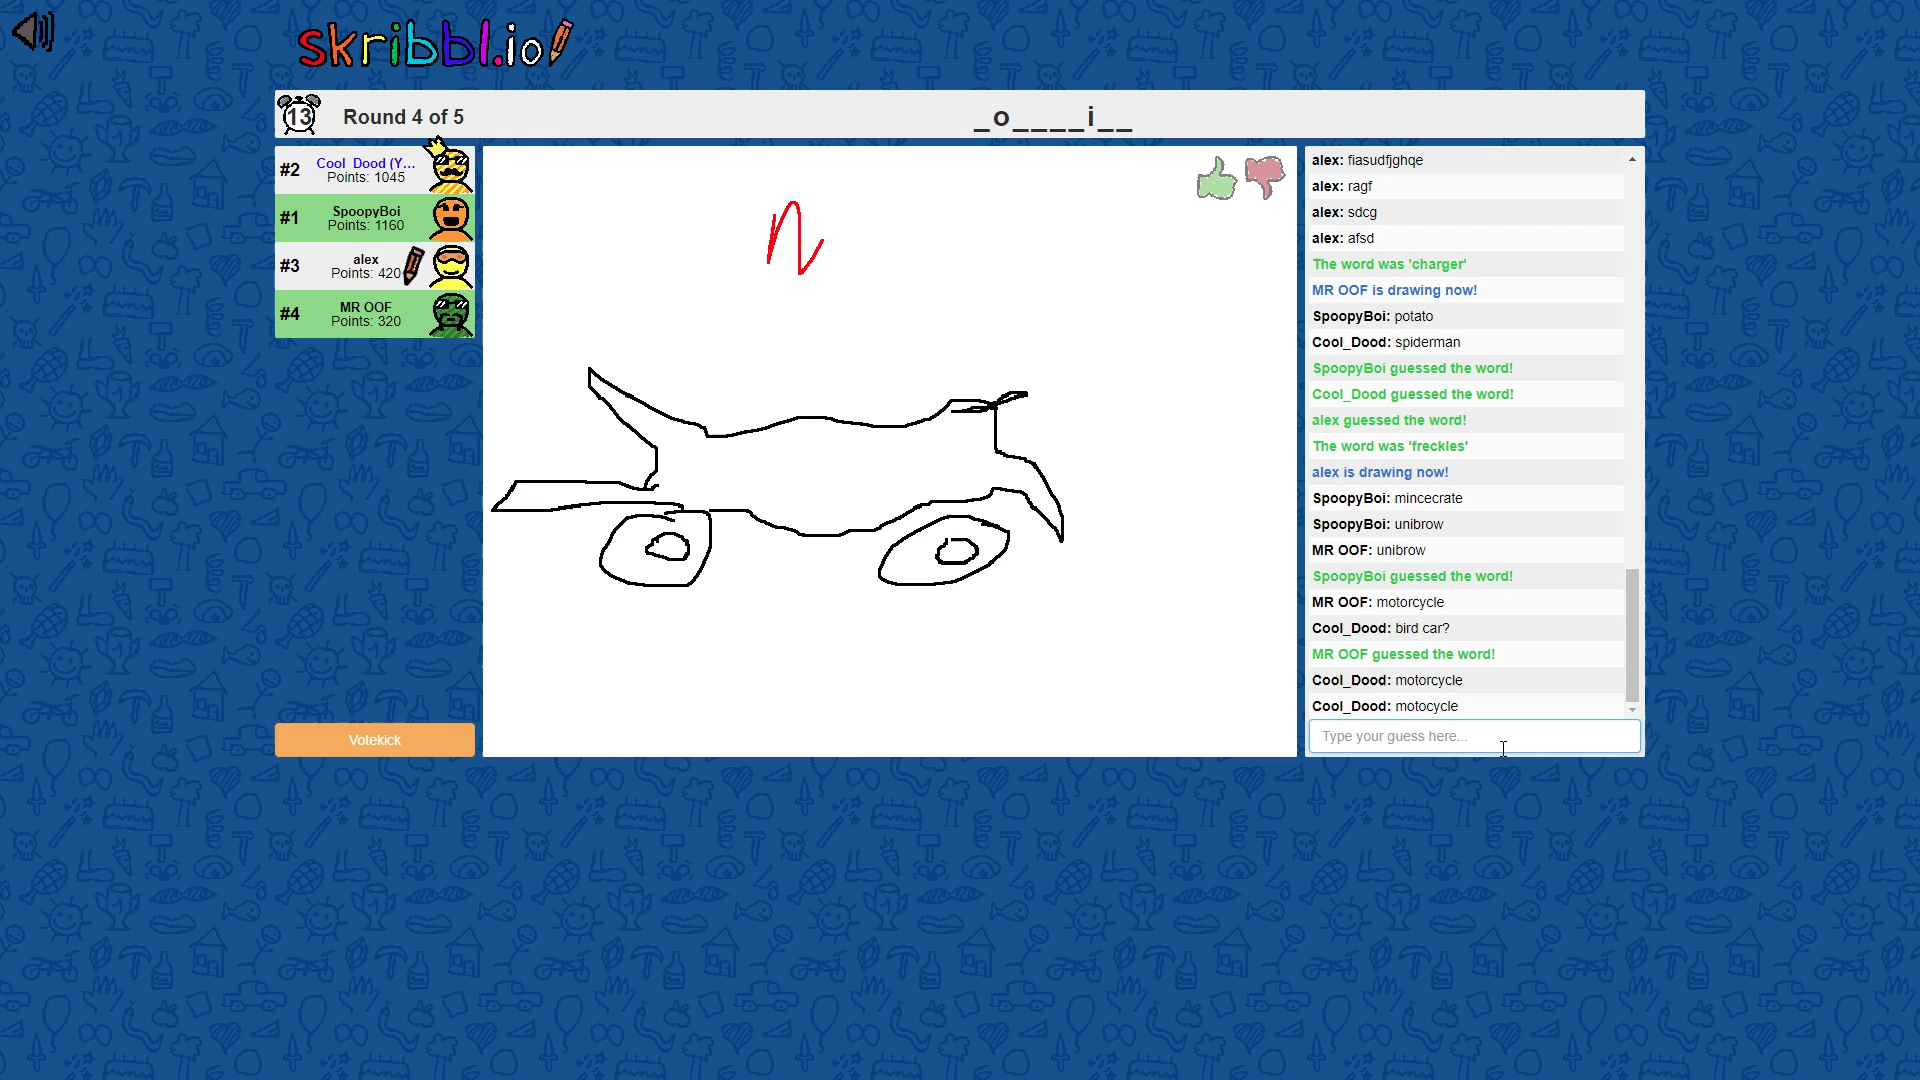 skribbl.io
13
Round 4 of 5
_o____i__
#2
Cool_Dood (Y...
Points: 1045
#1
SpoopyBoi
Points: 1160
#3
alex
Points: 420
#4
MR OOF
Points: 320
Votekick
n
alex: fiasudfjghqe
alex: ragf
alex: sdcg
alex: afsd
The word was 'charger'
MR OOF is drawing now!
SpoopyBoi: potato
Cool_Dood: spiderman
SpoopyBoi guessed the word!
Cool_Dood guessed the word!
alex guessed the word!
The word was 'freckles'
alex is drawing now!
SpoopyBoi: mincecrate
SpoopyBoi: unibrow
MR OOF: unibrow
SpoopyBoi guessed the word!
MR OOF: motorcycle
Cool_Dood: bird car?
MR OOF guessed the word!
Cool_Dood: motorcycle
Cool_Dood: motocycle
Type your guess here...